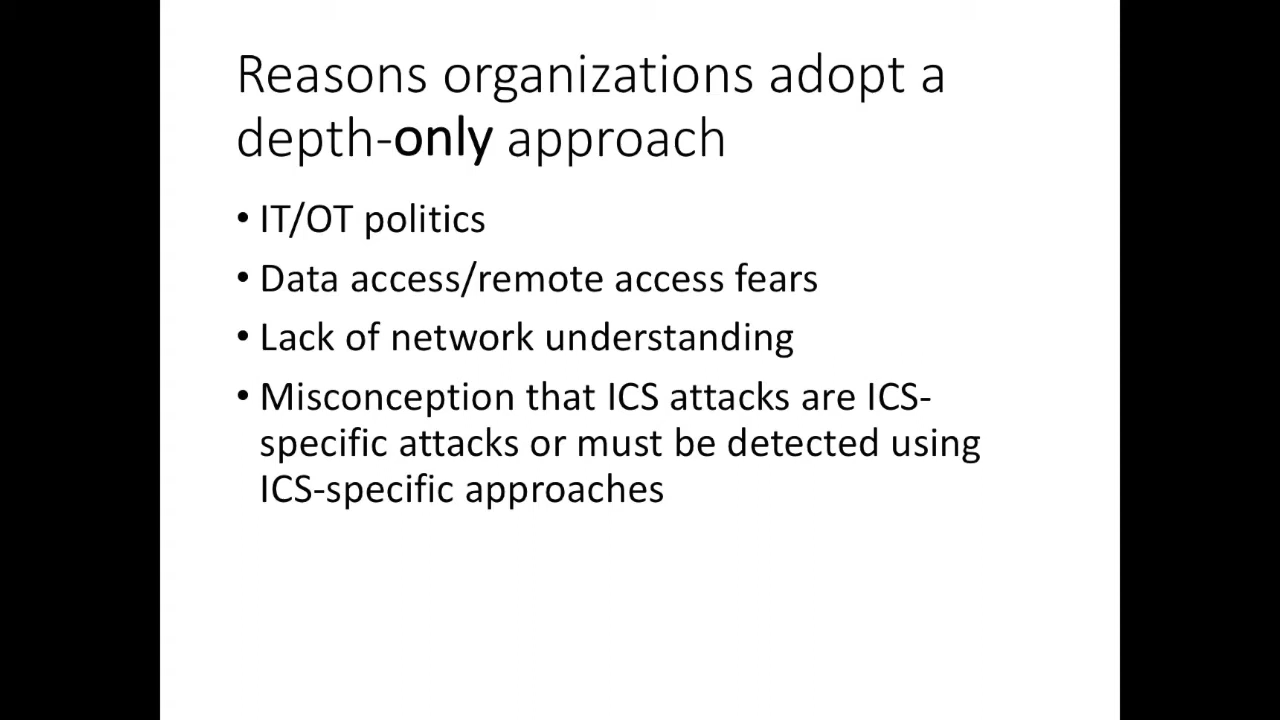 Reasons organizations adopt a
depth-only approach
• IT/OT politics
• Data access/remote access fears
• Lack of network understanding
• Misconception that ICS attacks are ICS-
specific attacks or must be detected using
ICS-specific approaches